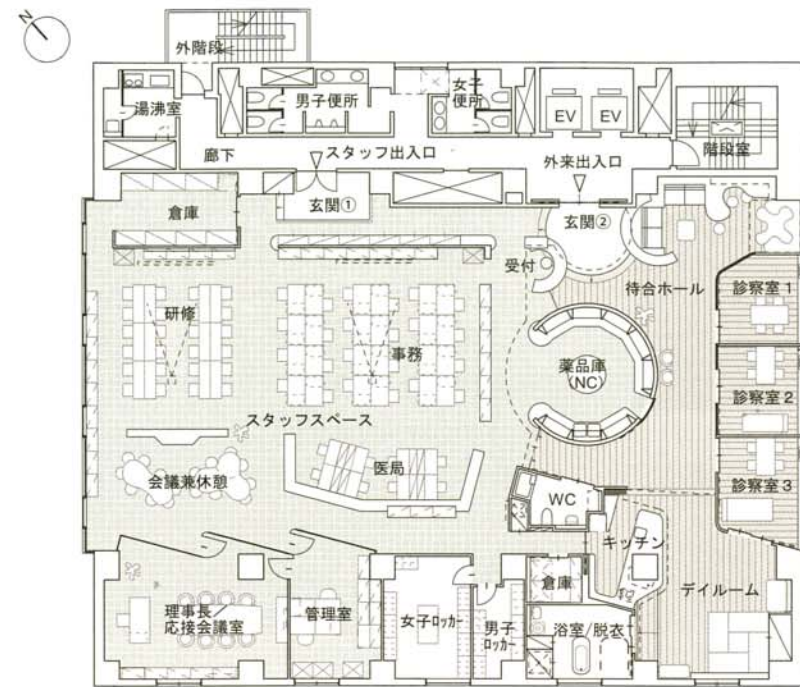 N
外階段
湯沸室
男子便所
女子
便所
EV
EV
階段室
廊下
スタッフ出入口
外来出入口
倉庫
玄関①
玄関②
受付
待合ホール
診察室1
研修
事務
薬品庫
(NC)
診察室2
スタッフスペース
会議兼休憩
医局
WC
診察室3
キッチン
デイルーム
倉庫
理事長/
応接会議室
管理室
女子ロッカー
男子
ロッカー
浴室/脱衣